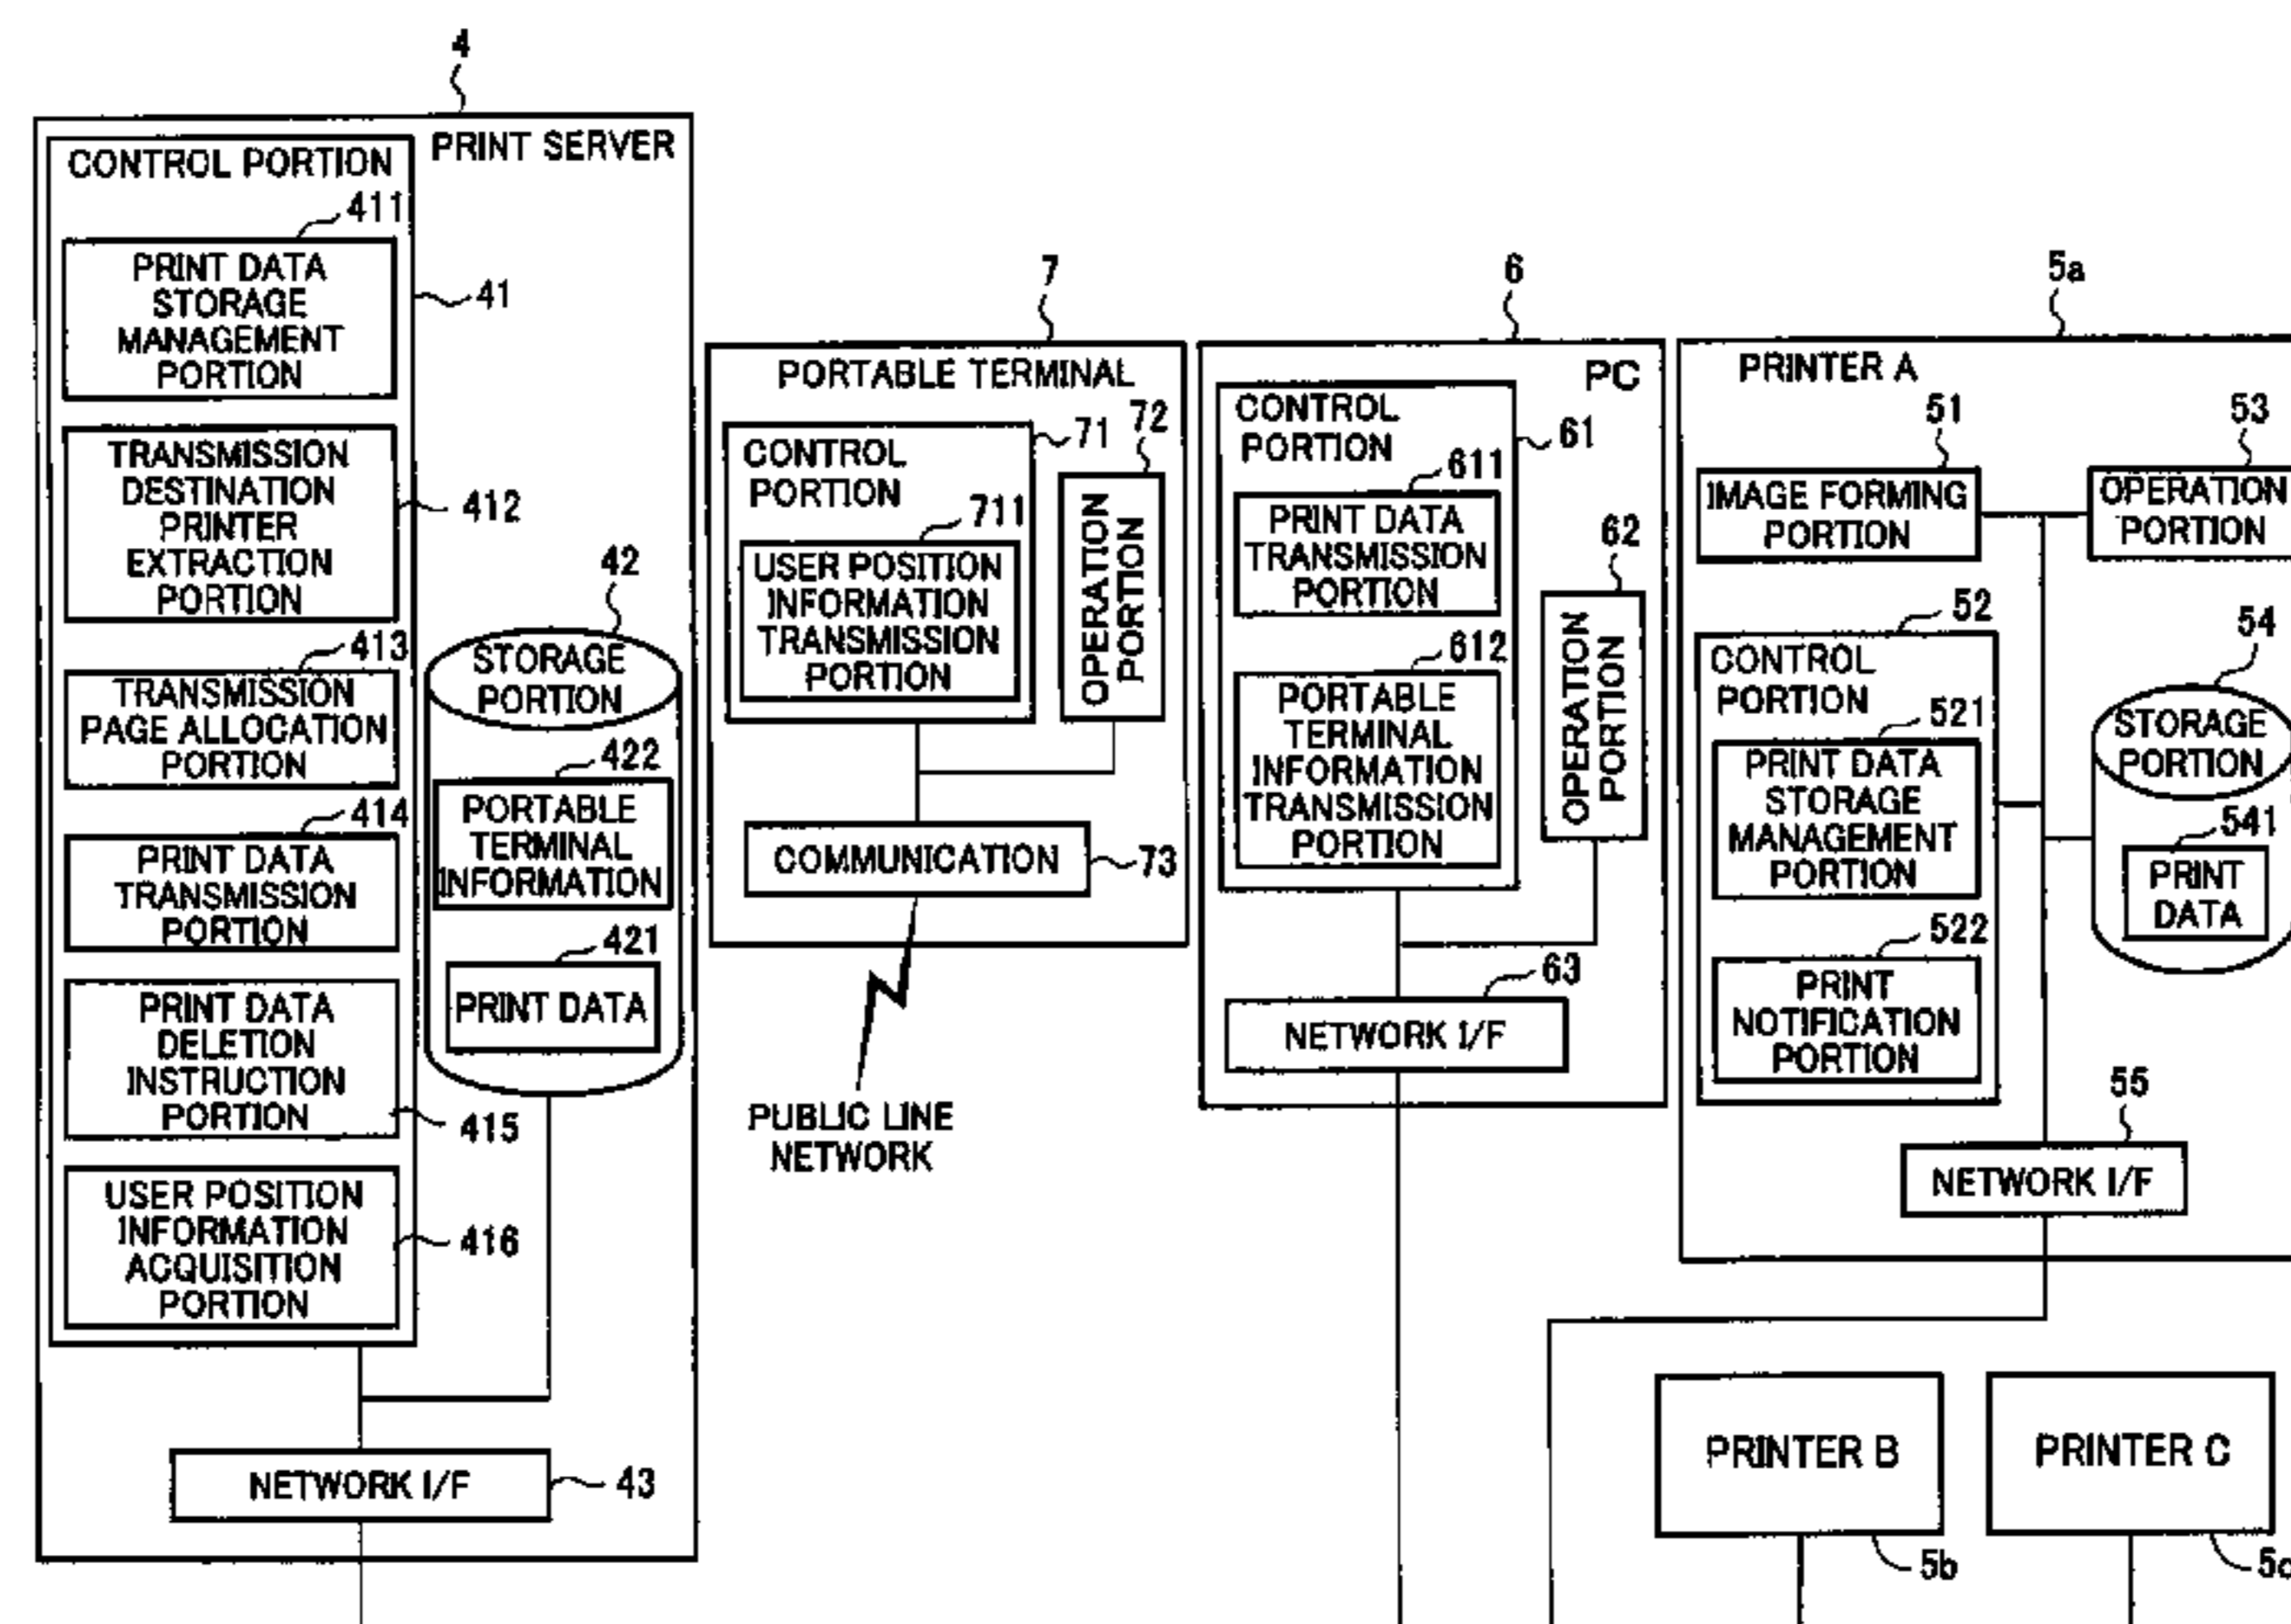 4
PRINT SERVER
CONTROL PORTION
411
PRINT DATA
STORAGE
MANAGEMENT
PORTION
41
TRANSMISSION
DESTINATION
PRINTER
EXTRACTION
PORTION
412
413
TRANSMISSION
PAGE ALLOCATION
PORTION
414
PRINT DATA
TRANSMISSION
PORTION
PRINT DATA
DELETION
INSTRUCTION
PORTION
415
USER POSITION
INFORMATION
ACQUISITION
PORTION
416
42
STORAGE
PORTION
422
PORTABLE
TERMINAL
INFORMATION
421
PRINT DATA
NETWORK I/F
43
7
PORTABLE TERMINAL
CONTROL
PORTION
71
711
USER POSITION
INFORMATION
TRANSMISSION
PORTION
72
OPERATION
PORTION
COMMUNICATION
73
PUBLIC LINE
NETWORK
6
PC
CONTROL
PORTION
61
611
PRINT DATA
TRANSMISSION
PORTION
612
PORTABLE
TERMINAL
INFORMATION
TRANSMISSION
PORTION
62
OPERATION
PORTION
63
NETWORK I/F
5a
PRINTER A
51
IMAGE FORMING
PORTION
53
OPERATION
PORTION
52
CONTROL
PORTION
521
PRINT DATA
STORAGE
MANAGEMENT
PORTION
522
PRINT
NOTIFICATION
PORTION
54
STORAGE
PORTION
541
PRINT
DATA
55
NETWORK I/F
PRINTER B
5b
PRINTER C
5c